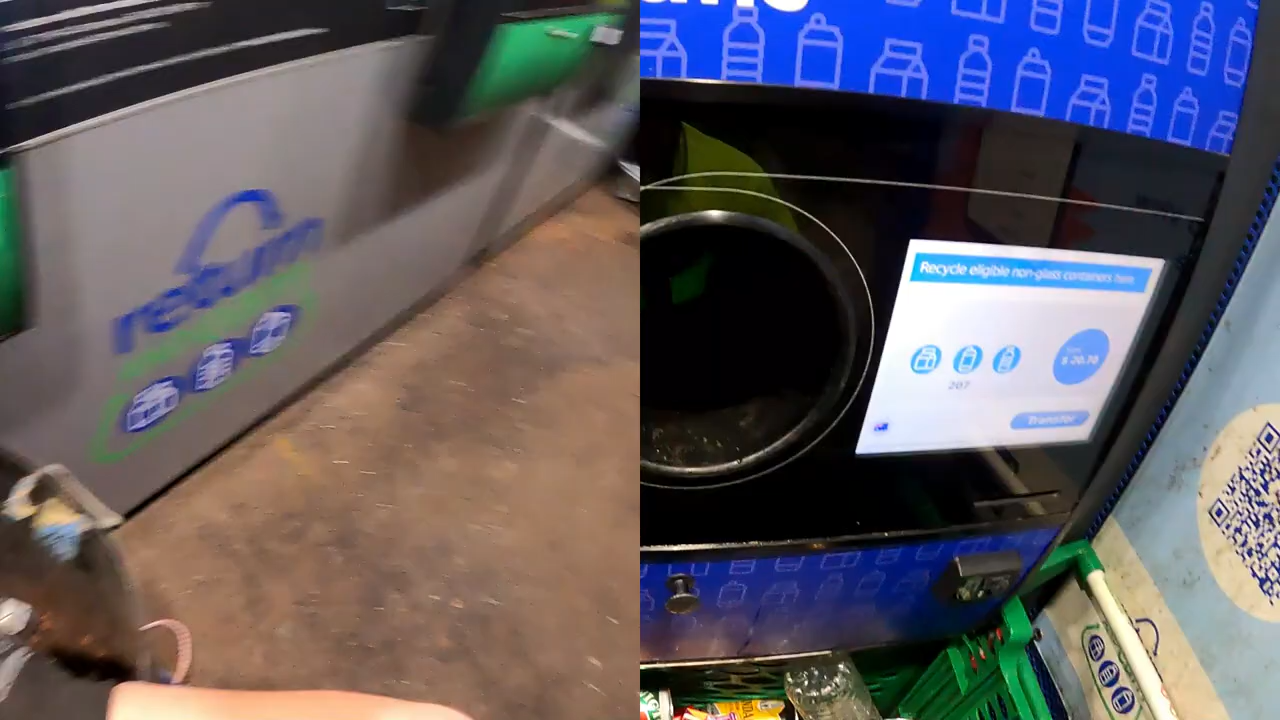 return
Recycle eligible non-glass containers here
$ 20.70
207
Transfer